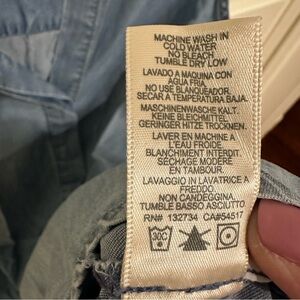 MACHINE WASH IN
COLD WATER
NO BLEACH
TUMBLE DRY LOW
LAVADO A MAQUINA CON
AGUA FRIA
NO USE BLANQUEADOR.
SECAR A TEMPERATURA BAJA.
MASCHINENWASCHE KALT.
KEINE BLEICHMITTEL.
GERINGER HITZE TROCKNEN.
LAVER EN MACHINE A
L'EAU FROIDE.
BLANCHIMENT INTERDIT.
SÉCHAGE MODÉRÉ
EN TAMBOUR.
LAVAGGIO IN LAVATRICE A
FREDDO.
NON CANDEGGINA.
TUMBLE BASSO ASCIUTTO
RN# 132734 CA#54517
30C